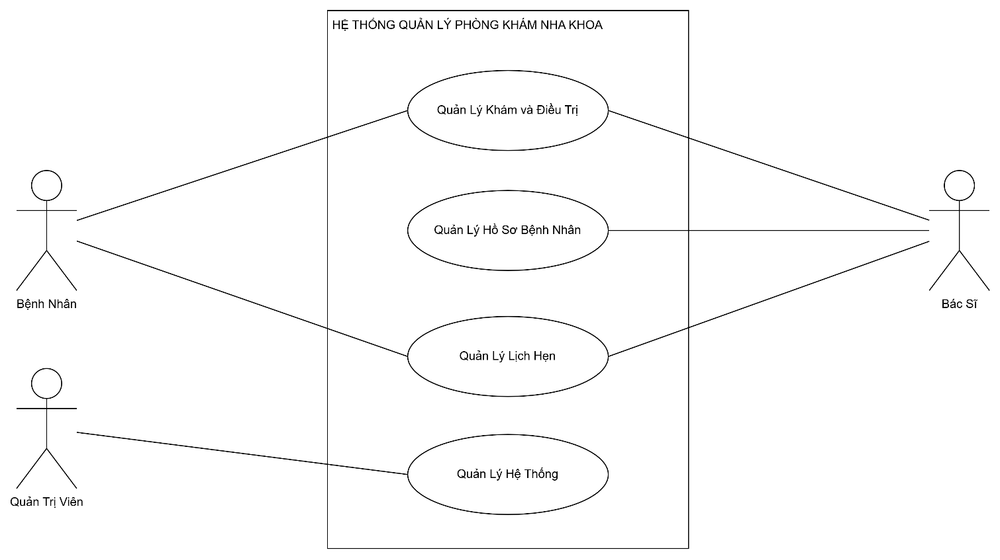 HỆ THỐNG QUẢN LÝ PHÒNG KHÁM NHA KHOA
Quản Lý Khám và Điều Trị
Quản Lý Hồ Sơ Bệnh Nhân
Bệnh Nhân
Bác Sĩ
Quản Lý Lịch Hẹn
Quản Lý Hệ Thống
Quản Trị Viên